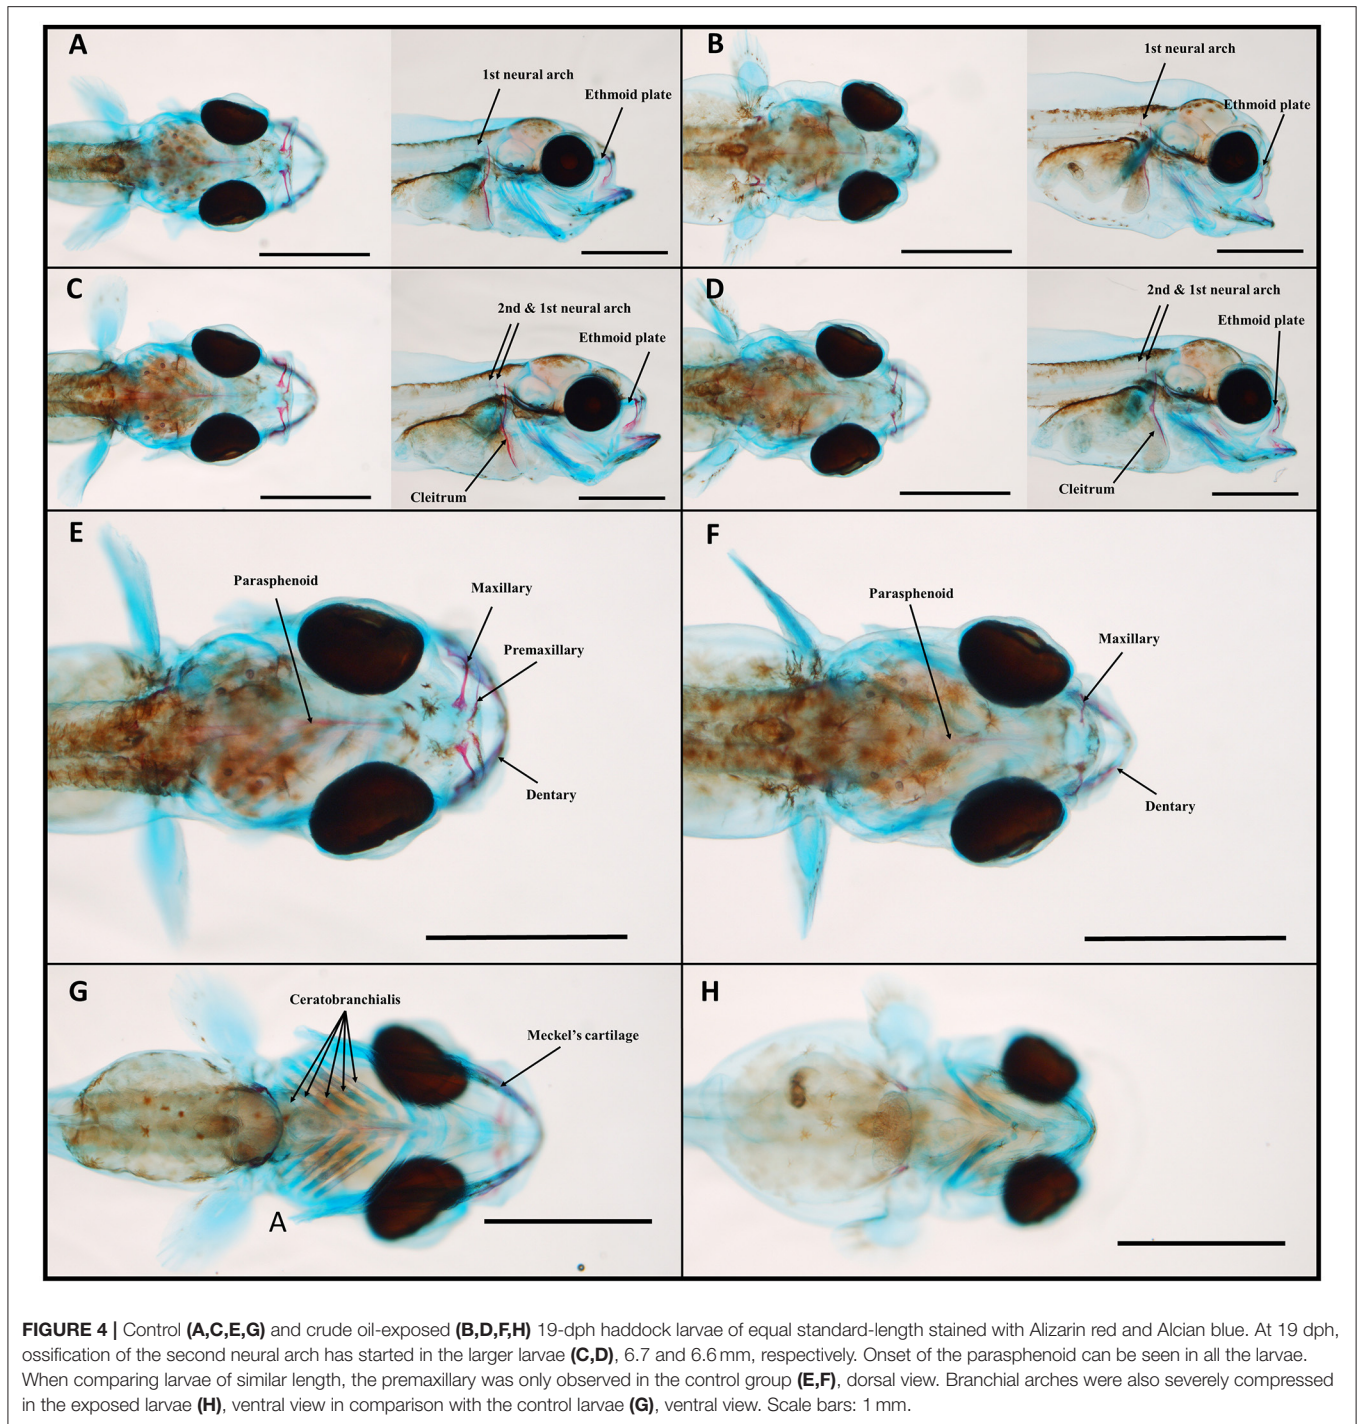 A
1st neural arch
Ethmoid plate
B
1st neural arch
Ethmoid plate
C
2nd & 1st neural arch
Ethmoid plate
Cleitrum
D
2nd & 1st neural arch
Ethmoid plate
Cleitrum
E
Parasphenoid
Maxillary
Premaxillary
Dentary
F
Parasphenoid
Maxillary
Dentary
G
Ceratobranchialis
Meckel's cartilage
A
H
FIGURE 4 | Control (A,C,E,G) and crude oil-exposed (B,D,F,H) 19-dph haddock larvae of equal standard-length stained with Alizarin red and Alcian blue. At 19 dph,
ossification of the second neural arch has started in the larger larvae (C,D), 6.7 and 6.6 mm, respectively. Onset of the parasphenoid can be seen in all the larvae.
When comparing larvae of similar length, the premaxillary was only observed in the control group (E,F), dorsal view. Branchial arches were also severely compressed
in the exposed larvae (H), ventral view in comparison with the control larvae (G), ventral view. Scale bars: 1 mm.